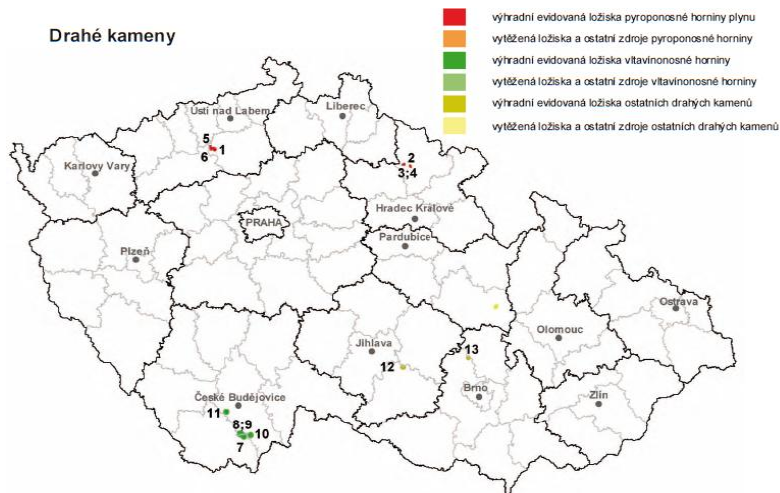 Drahé kameny
výhradní evidovaná ložiska pyroponosné horniny plynu
vytěžená ložiska a ostatní zdroje pyroponosné horniny
výhradní evidovaná ložiska vltavínonosné horniny
vytěžená ložiska a ostatní zdroje vltavínonosné horniny
výhradní evidovaná ložiska ostatních drahých kamenů
vytěžená ložiska a ostatní zdroje ostatních drahých kamenů
Ústí nad Labem
Liberec
5
1
6
Karlovy Vary
2
3;4
Hradec Králové
PRAHA
Pardubice
Plzeň
Ostrava
Olomouc
Jihlava
13
12
Brno
Zlín
České Budějovice
11
8;9
10
7